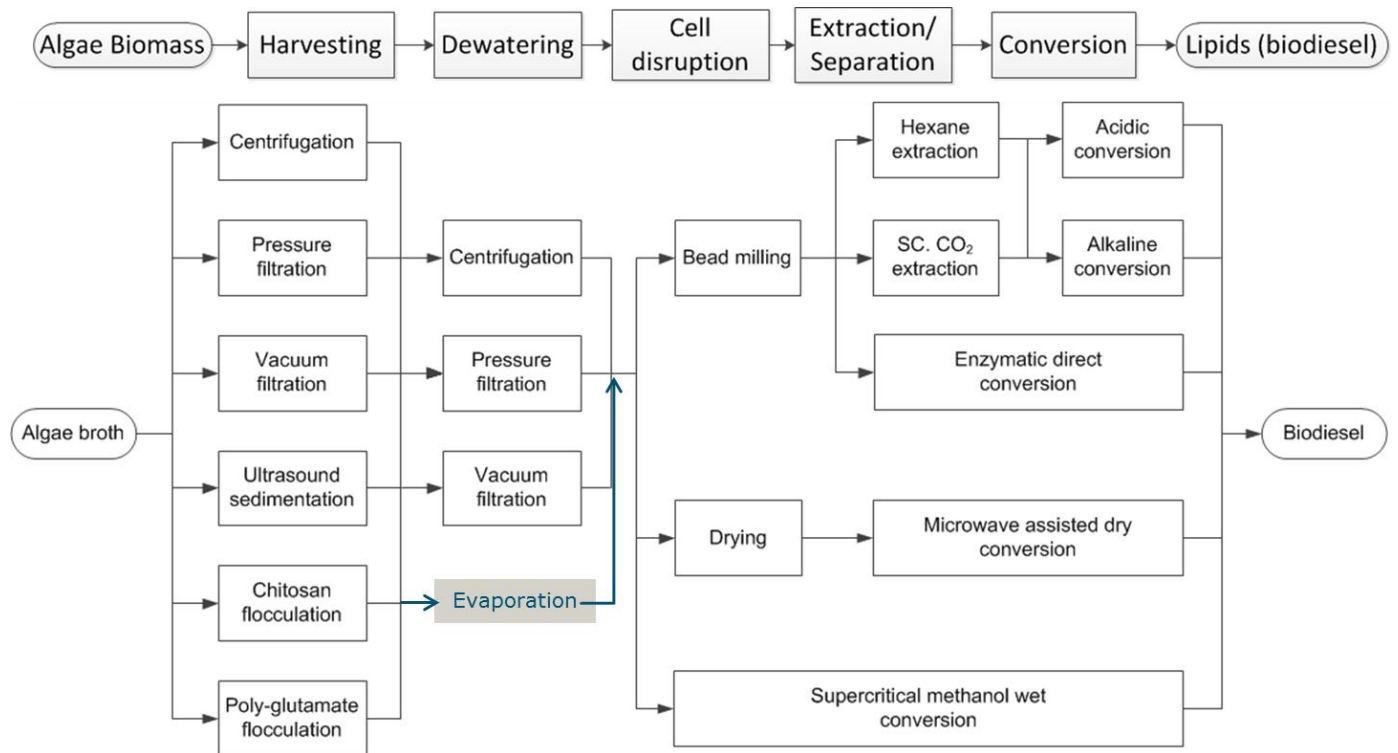 Algae Biomass
Harvesting
Dewatering
Cell
disruption
Extraction/
Separation
Conversion
Lipids (biodiesel)
Algae broth
Centrifugation
Pressure
filtration
Vacuum
filtration
Ultrasound
sedimentation
Chitosan
flocculation
Poly-glutamate
flocculation
Centrifugation
Pressure
filtration
Vacuum
filtration
Evaporation
Bead milling
Drying
Hexane
extraction
SC. CO₂
extraction
Acidic
conversion
Alkaline
conversion
Enzymatic direct
conversion
Microwave assisted dry
conversion
Supercritical methanol wet
conversion
Biodiesel